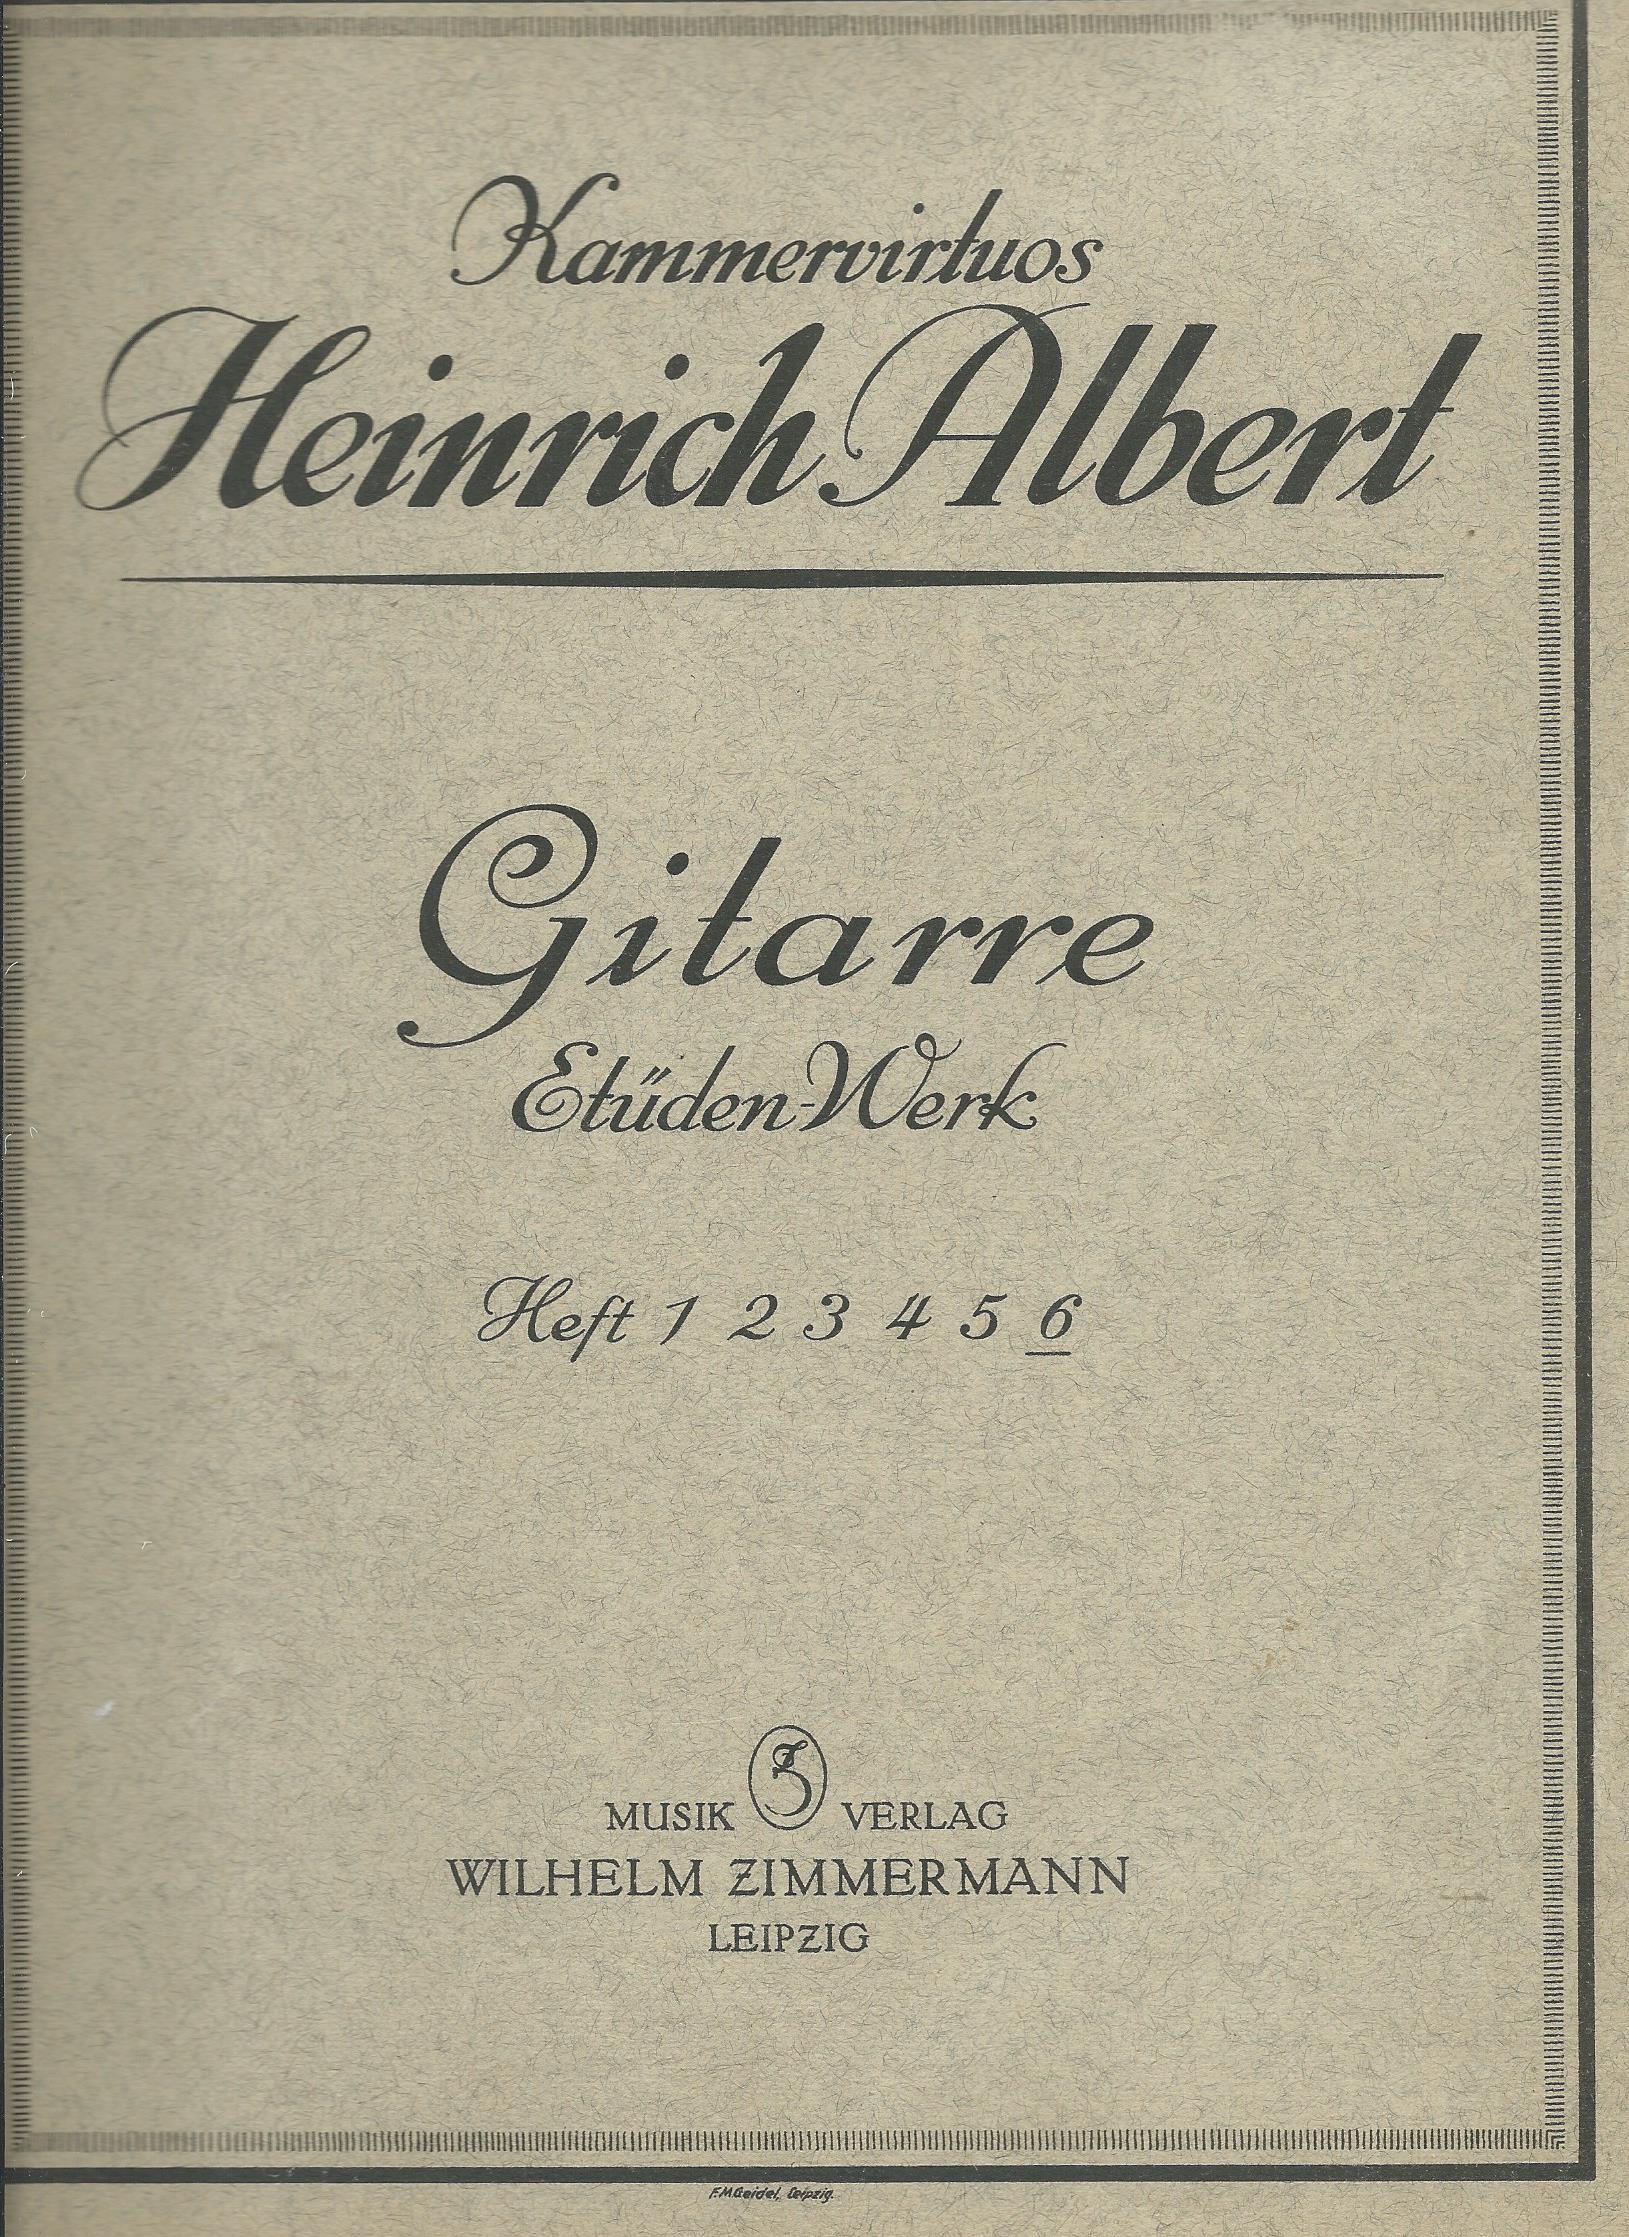 Kammervirtuos
Heinrich Albert
Gitarre
Etüden-Werk
Heft 1 2 3 4 5 6
Z
MUSIK VERLAG
WILHELM ZIMMERMANN
LEIPZIG
F.M.Geidel, Leipzig.